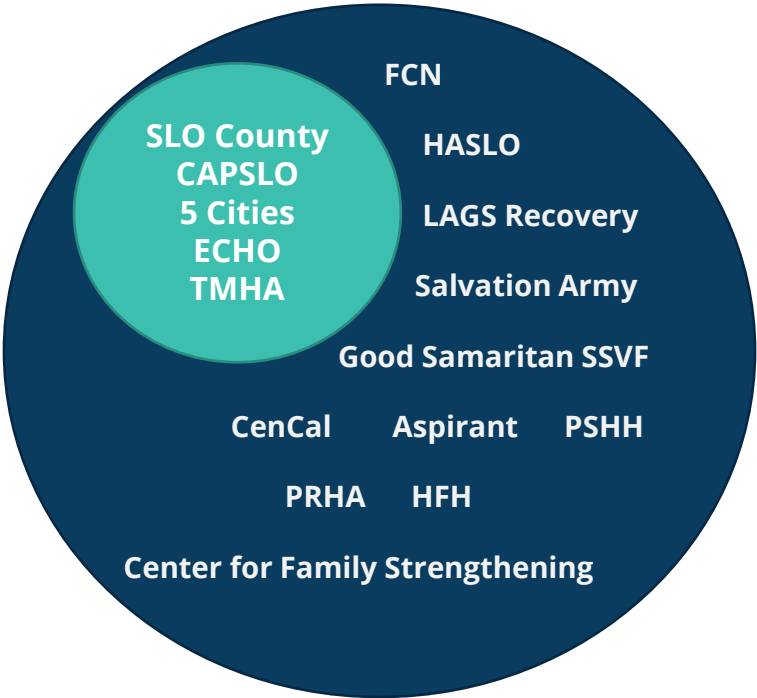 SLO County
CAPSLO
5 Cities
ECHO
TMHA
FCN
HASLO
LAGS Recovery
Salvation Army
Good Samaritan SSVF
CenCal Aspirant PSHH
PRHA HFH
Center for Family Strengthening